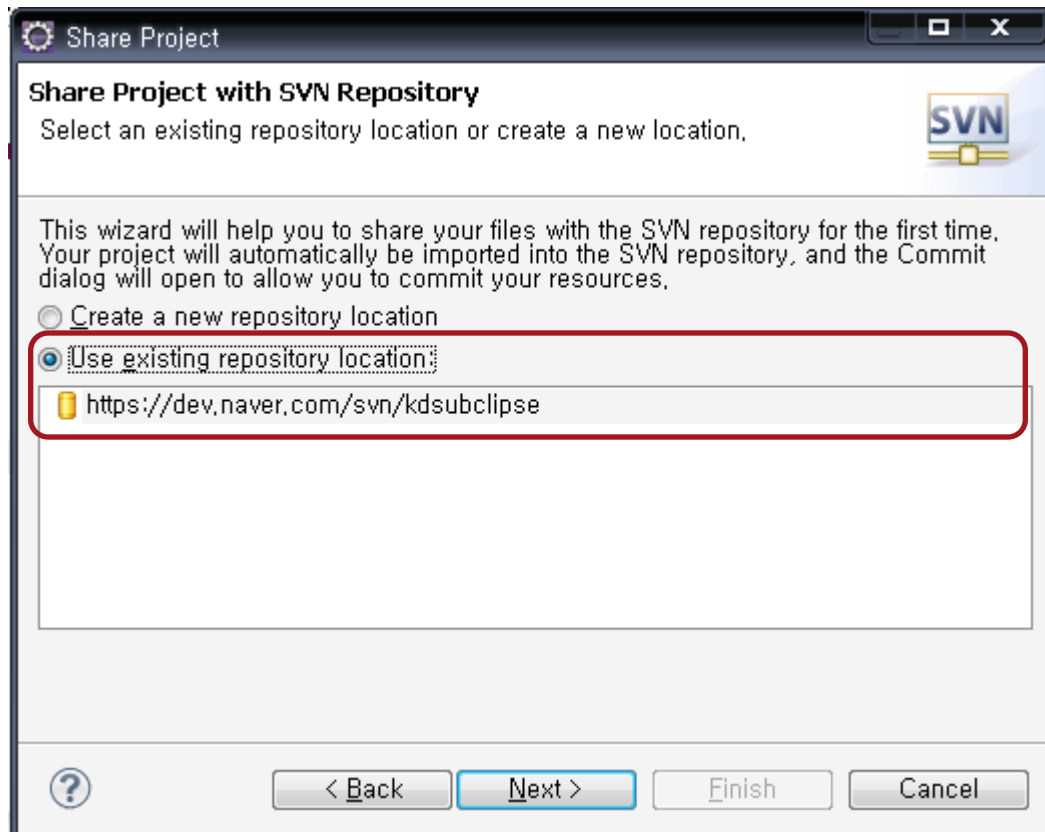 Share Project
Share Project with SVN Repository
Select an existing repository location or create a new location.
SVN
This wizard will help you to share your files with the SVN repository for the first time.
Your project will automatically be imported into the SVN repository, and the Commit
dialog will open to allow you to commit your resources.
Create a new repository location
Use existing repository location:
https://dev.naver.com/svn/kdsubclipse
?
< Back
Next >
Finish
Cancel